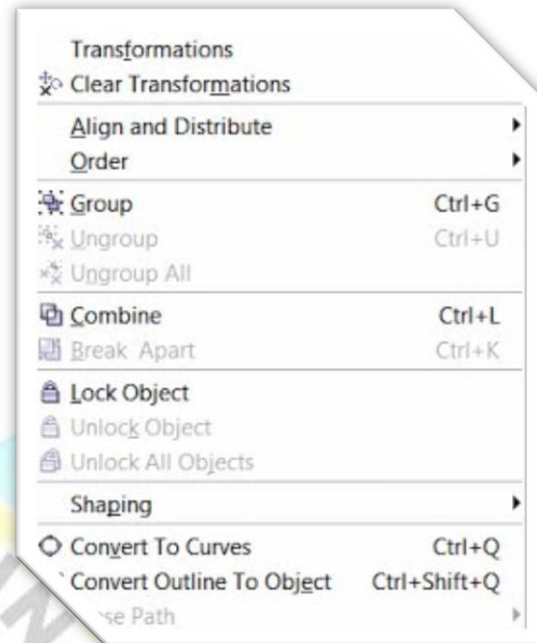 Transformations
Clear Transformations
Align and Distribute
Order
Group Ctrl+G
Ungroup Ctrl+U
Ungroup All
Combine Ctrl+L
Break Apart Ctrl+K
Lock Object
Unlock Object
Unlock All Objects
Shaping
Convert To Curves Ctrl+Q
Convert Outline To Object Ctrl+Shift+Q
Path